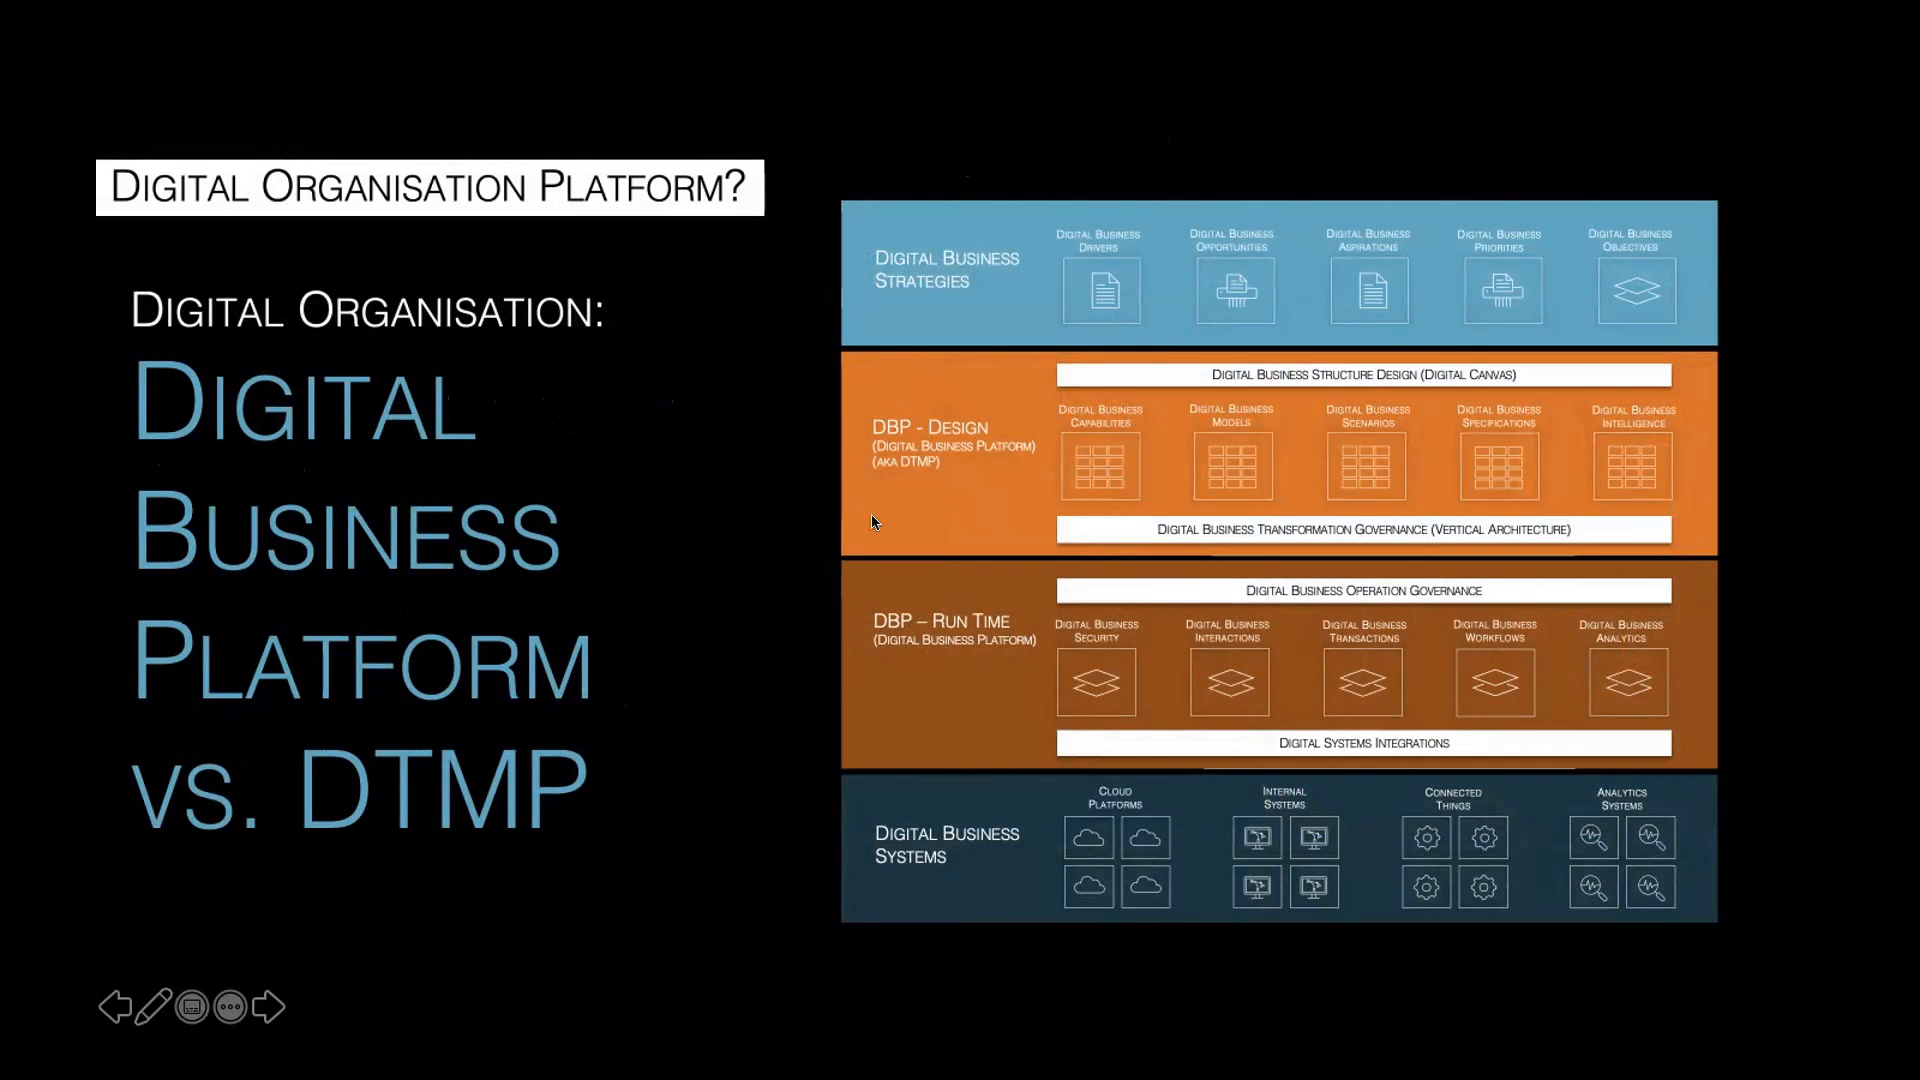 Digital Organisation Platform?
Digital Organisation:
Digital
Business
Platform
vs. DTMP
Digital Business
Strategies
Digital Business
Drivers
Digital Business
Opportunities
Digital Business
Aspirations
Digital Business
Priorities
Digital Business
Objectives
DBP - Design
(Digital Business Platform)
(aka DTMP)
Digital Business Structure Design (Digital Canvas)
Digital Business
Capabilities
Digital Business
Models
Digital Business
Scenarios
Digital Business
Specifications
Digital Business
Intelligence
Digital Business Transformation Governance (Vertical Architecture)
DBP – Run Time
(Digital Business Platform)
Digital Business Operation Governance
Digital Business
Security
Digital Business
Interactions
Digital Business
Transactions
Digital Business
Workflows
Digital Business
Analytics
Digital Systems Integrations
Digital Business
Systems
Cloud
Platforms
Internal
Systems
Connected
Things
Analytics
Systems